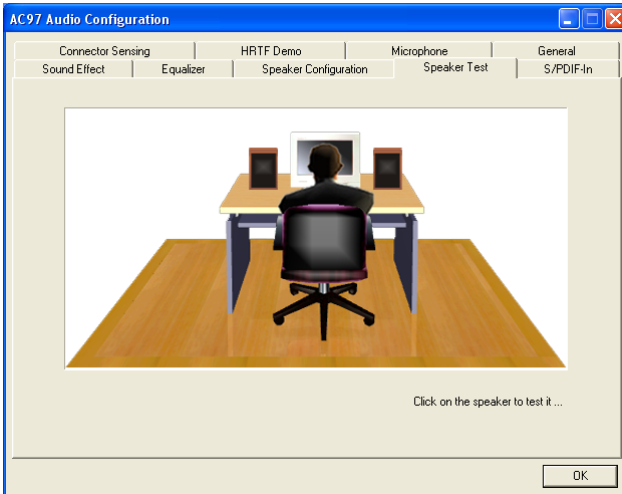 AC97 Audio Configuration
Connector Sensing HRTF Demo Microphone General
Sound Effect Equalizer Speaker Configuration Speaker Test S/PDIF-In
Click on the speaker to test it ...
OK